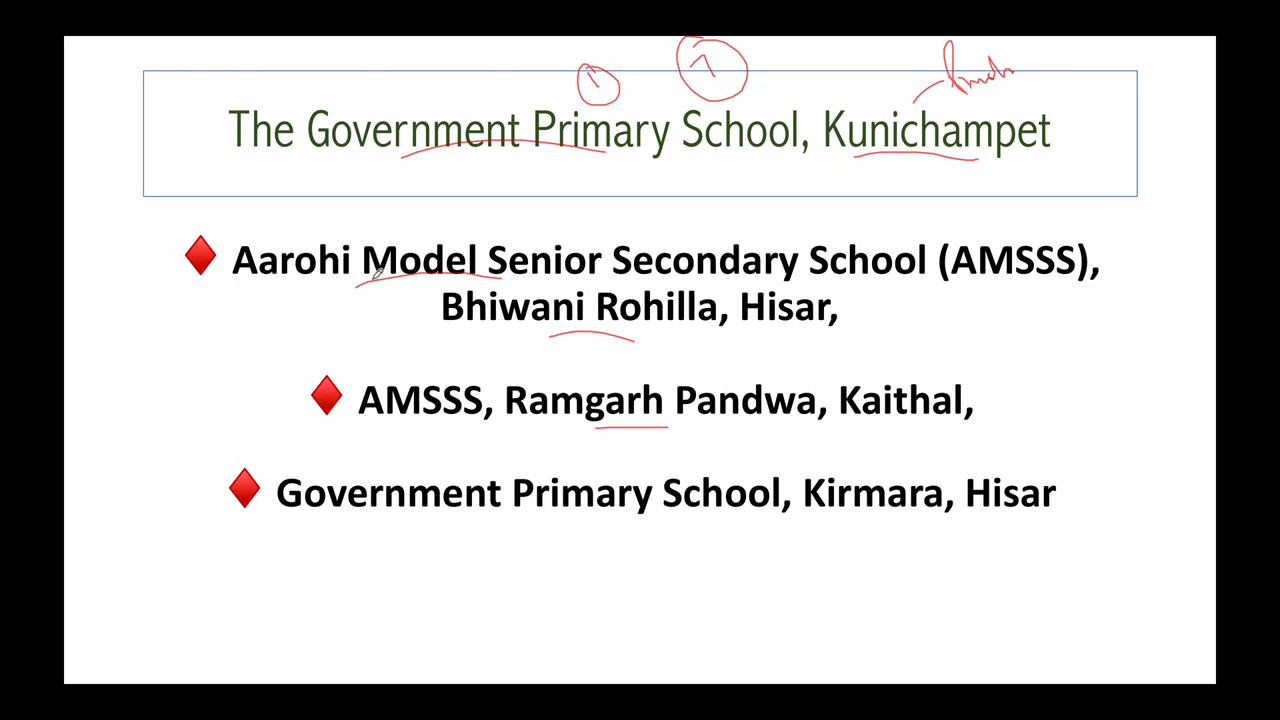 The Government Primary School, Kunichampet
Aarohi Model Senior Secondary School (AMSSS),
Bhiwani Rohilla, Hisar,
AMSSS, Ramgarh Pandwa, Kaithal,
Government Primary School, Kirmara, Hisar